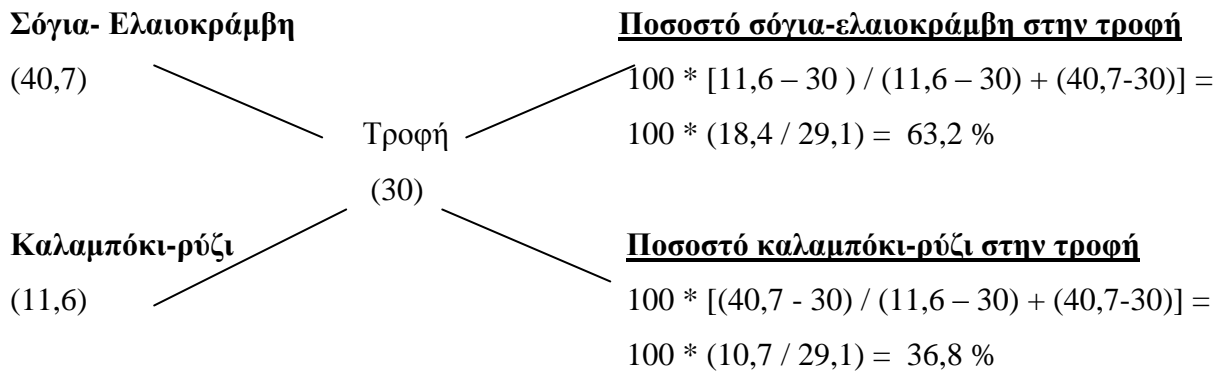 Σόγια- Ελαιοκράμβη
(40,7)
Τροφή
(30)
Καλαμπόκι-ρύζι
(11,6)
Ποσοστό σόγια-ελαιοκράμβη στην τροφή
100 * [11,6 – 30 ) / (11,6 – 30) + (40,7-30)] =
100 * (18,4 / 29,1) = 63,2 %
Ποσοστό καλαμπόκι-ρύζι στην τροφή
100 * [(40,7 - 30) / (11,6 – 30) + (40,7-30)] =
100 * (10,7 / 29,1) = 36,8 %